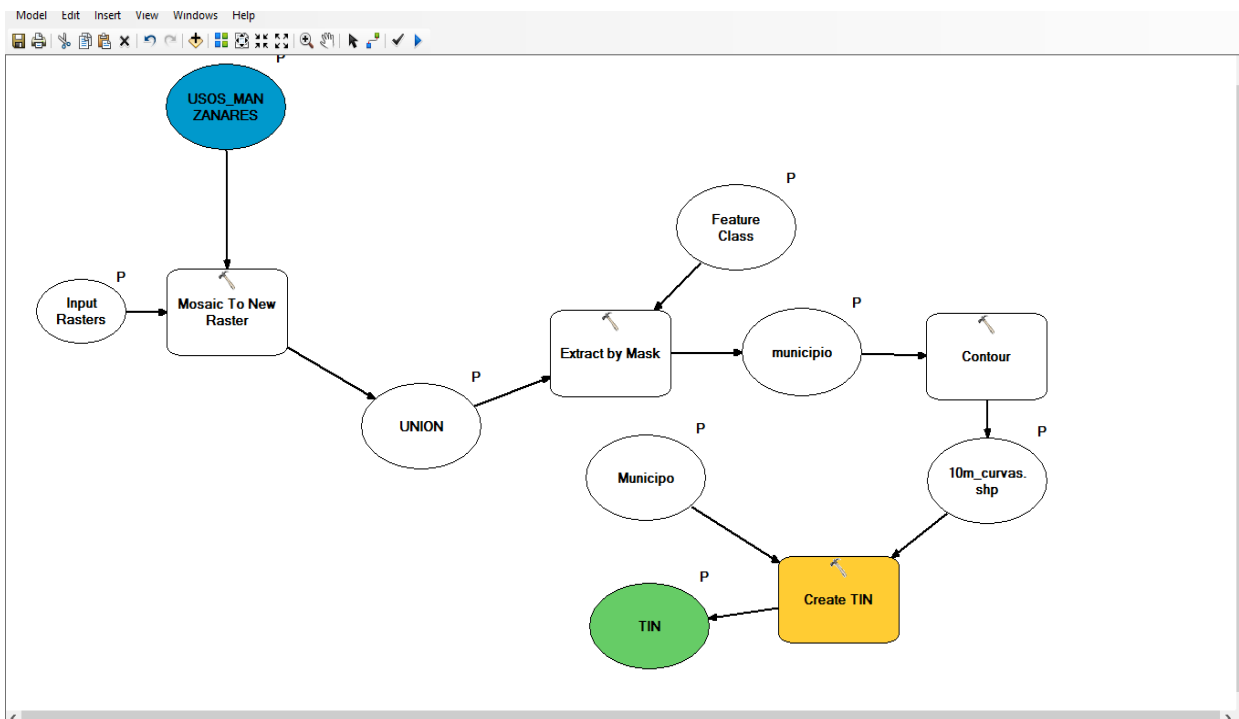 Model Edit Insert View Windows Help
P
USOS_MAN
ZANARES
P
Feature
Class
P
Input
Rasters
Mosaic To New
Raster
P
Extract by Mask
P
municipio
Contour
P
UNION
P
Municipo
P
10m_curvas.
shp
Create TIN
P
TIN